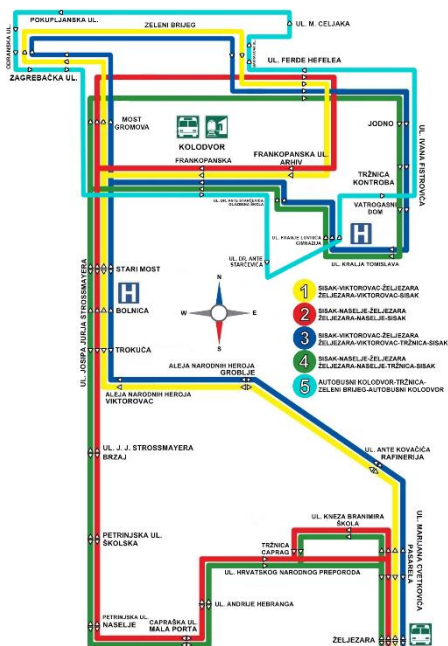 POKUPLJANSKA UL.
ZELENI BRIJEG
UL. M. CELJAKA
ODRANSKA UL.
ZAGREBAČKA UL.
UL. FERDE HEFELEA
MOST
GROMOVA
JODNO
UL. IVANA FISTROVIĆA
KOLODVOR
FRANKOPANSKA
FRANKOPANSKA UL.
ARHIV
TRŽNICA
KONTROBA
VATROGASNI
DOM
UL. DR. ANTE STARČEVIĆA
GLAZBENA ŠKOLA
GIMNAZIJA
H
UL. KRALJA TOMISLAVA
UL. DR. ANTE.
STARČEVIĆA
STARI MOST
H
BOLNICA
UL. JOSIPA JURJA STROSSMAYERA
TROKUĆA
N
W
E
S
1 SISAK-VIKTOROVAC-ŽELJEZARA
ŽELJEZARA-VIKTOROVAC-SISAK
2 SISAK-NASELJE-ŽELJEZARA
ŽELJEZARA-NASELJE-SISAK
3 SISAK-VIKTOROVAC-ŽELJEZARA
ŽELJEZARA-VIKTOROVAC-TRŽNICA-SISAK
4 SISAK-NASELJE-ŽELJEZARA
ŽELJEZARA-NASELJE-TRŽNICA-SISAK
5 AUTOBUSNI KOLODVOR-TRŽNICA-
ZELENI BRIJEG-AUTOBUSNI KOLODVOR
ALEJA NARODNIH HEROJA
GROBLJE
ALEJA NARODNIH HEROJA
VIKTOROVAC
UL. J. J. STROSSMAYERA
BRZAJ
UL. ANTE KOVAČIĆA
RAFINERIJA
UL. KNEZA BRANIMIRA
ŠKOLA
UL. MARIJANA CVETKOVIĆA
PASARELA
PETRINJSKA UL.
ŠKOLSKA
TRŽNICA
CAPRAG
UL. HRVATSKOG NARODNOG PREPORODA
UL. ANDRIJE HEBRANGA
PETRINJSKA UL.
NASELJE
CAPRAŠKA UL.
MALA PORTA
ŽELJEZARA